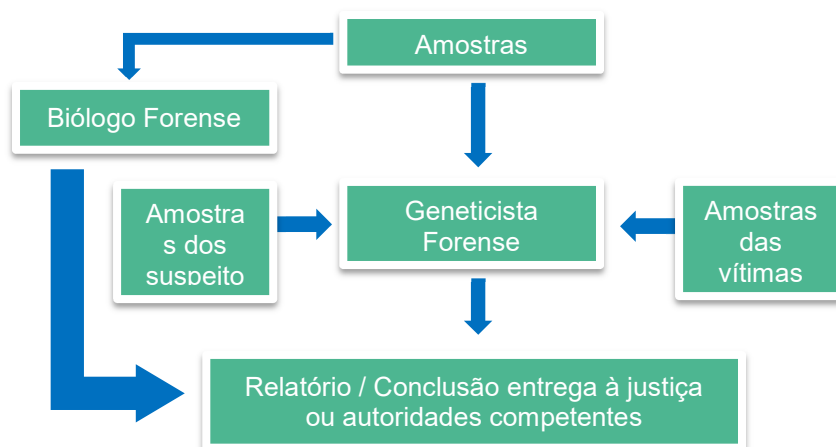 Amostras
Biólogo Forense
Amostra
s dos
suspeito
Geneticista
Forense
Amostras
das
vítimas
Relatório / Conclusão entrega à justiça
ou autoridades competentes